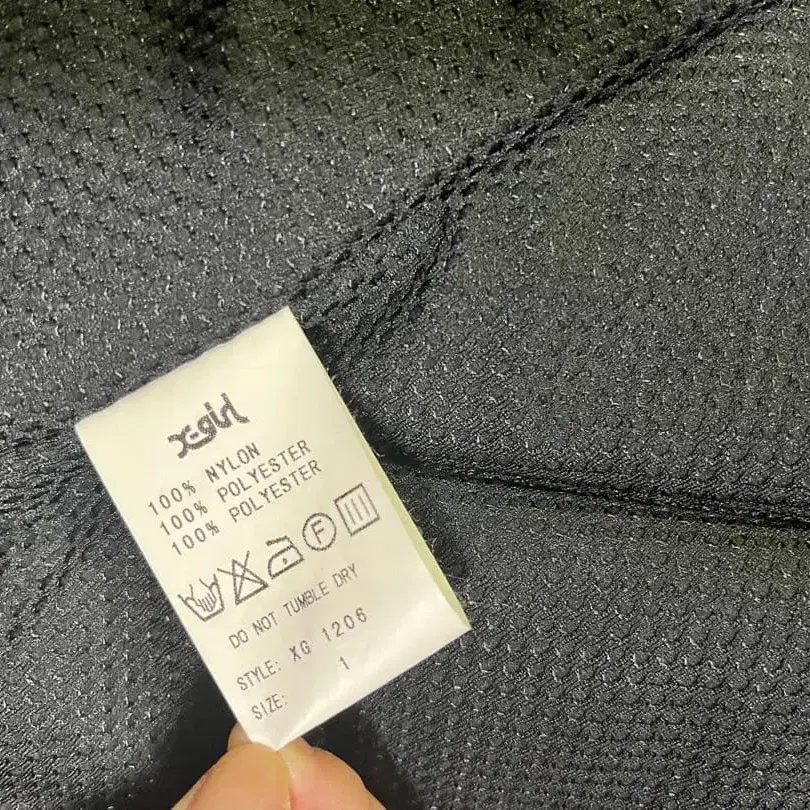 X-girl
100% NYLON
100% POLYESTER
100% POLYESTER
F
DO NOT TUMBLE DRY
STYLE: XG 1206
SIZE: 1